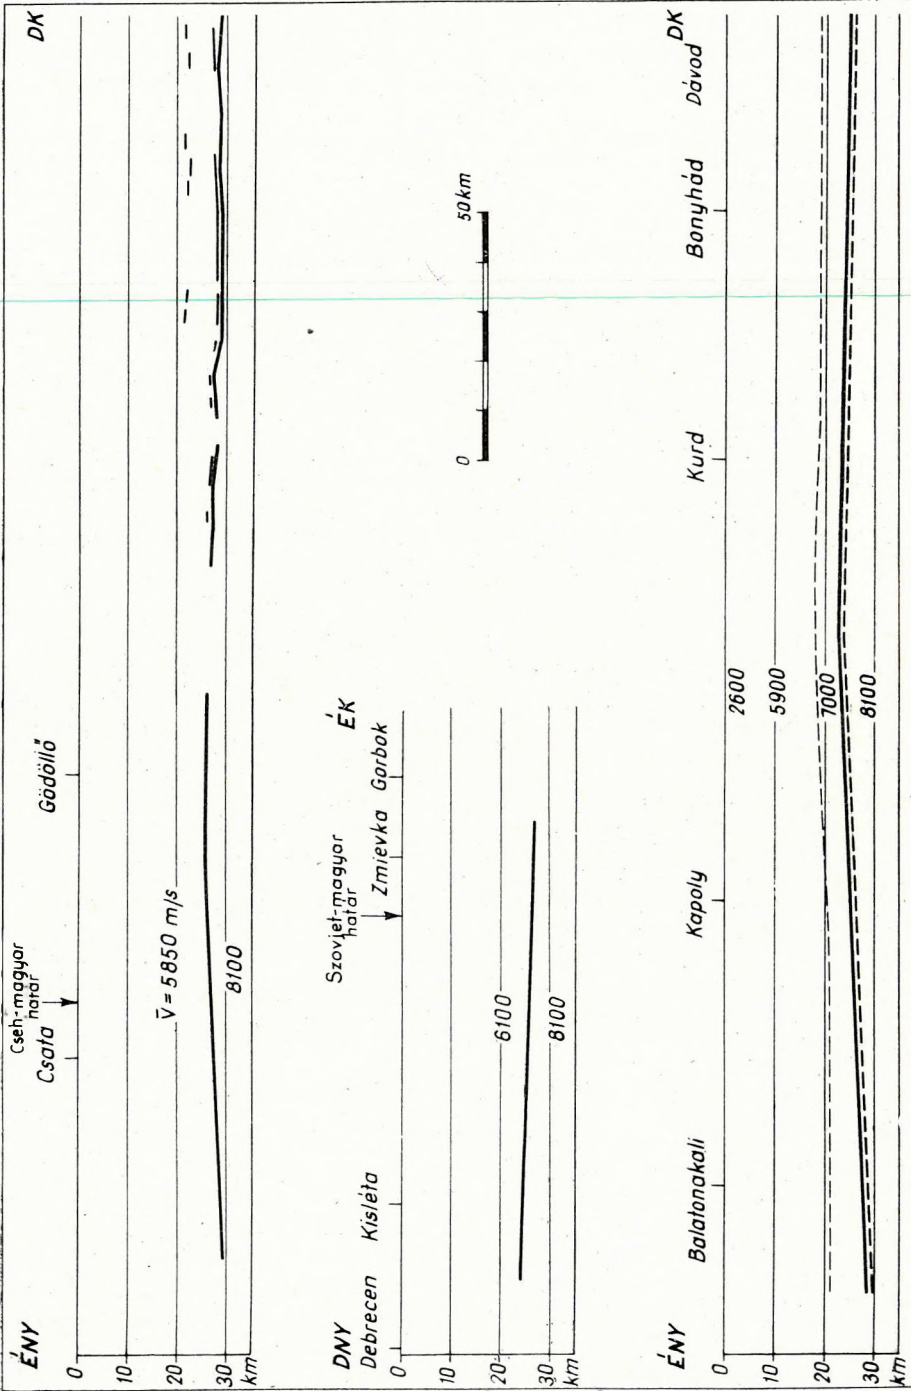 ÉNY
DK
Cseh-magyar
határ
Csata
Gödöllő
0
10
20
30
km
V̄ = 5850 m/s
8100
DNY
ÉK
Szovjet-magyar
határ
Debrecen Kisléta Zmievka Gorbok
0
10
20
30
km
6100
8100
0 50km
ÉNY
DK
Balatonakali Kapoly Kurd Bonyhád Dávod
0
10
20
30
km
2600
5900
7000
8100